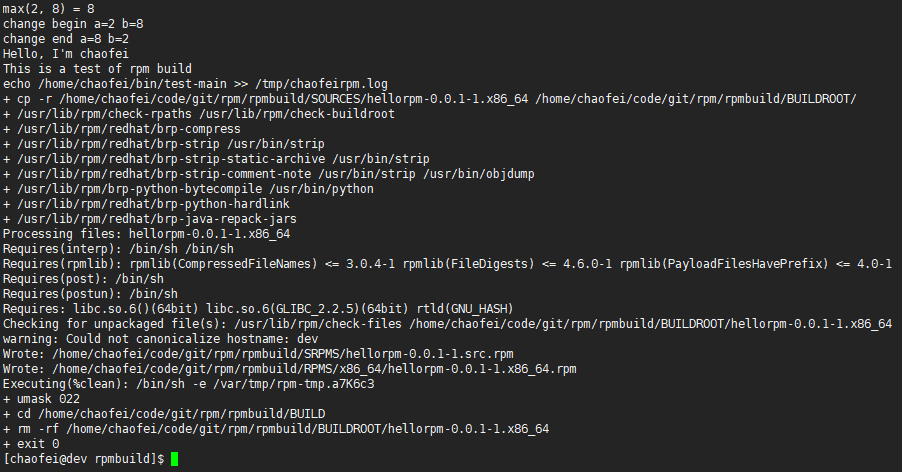 max(2, 8) = 8
change begin a=2 b=8
change end a=8 b=2
Hello, I'm chaofei
This is a test of rpm build
echo /home/chaofei/bin/test-main >> /tmp/chaofeirpm.log
+ cp -r /home/chaofei/code/git/rpm/rpmbuild/SOURCES/hellorpm-0.0.1-1.x86_64 /home/chaofei/code/git/rpm/rpmbuild/BUILDROOT/
+ /usr/lib/rpm/check-rpaths /usr/lib/rpm/check-buildroot
+ /usr/lib/rpm/redhat/brp-compress
+ /usr/lib/rpm/redhat/brp-strip /usr/bin/strip
+ /usr/lib/rpm/redhat/brp-strip-static-archive /usr/bin/strip
+ /usr/lib/rpm/redhat/brp-strip-comment-note /usr/bin/strip /usr/bin/objdump
+ /usr/lib/rpm/brp-python-bytecompile /usr/bin/python
+ /usr/lib/rpm/redhat/brp-python-hardlink
+ /usr/lib/rpm/redhat/brp-java-repack-jars
Processing files: hellorpm-0.0.1-1.x86_64
Requires(interp): /bin/sh /bin/sh
Requires(rpmlib): rpmlib(CompressedFileNames) <= 3.0.4-1 rpmlib(FileDigests) <= 4.6.0-1 rpmlib(PayloadFilesHavePrefix) <= 4.0-1
Requires(post): /bin/sh
Requires(postun): /bin/sh
Requires: libc.so.6()(64bit) libc.so.6(GLIBC_2.2.5)(64bit) rtld(GNU_HASH)
Checking for unpackaged file(s): /usr/lib/rpm/check-files /home/chaofei/code/git/rpm/rpmbuild/BUILDROOT/hellorpm-0.0.1-1.x86_64
warning: Could not canonicalize hostname: dev
Wrote: /home/chaofei/code/git/rpm/rpmbuild/SRPMS/hellorpm-0.0.1-1.src.rpm
Wrote: /home/chaofei/code/git/rpm/rpmbuild/RPMS/x86_64/hellorpm-0.0.1-1.x86_64.rpm
Executing(%clean): /bin/sh -e /var/tmp/rpm-tmp.a7K6c3
+ umask 022
+ cd /home/chaofei/code/git/rpm/rpmbuild/BUILD
+ rm -rf /home/chaofei/code/git/rpm/rpmbuild/BUILDROOT/hellorpm-0.0.1-1.x86_64
+ exit 0
[chaofei@dev rpmbuild]$